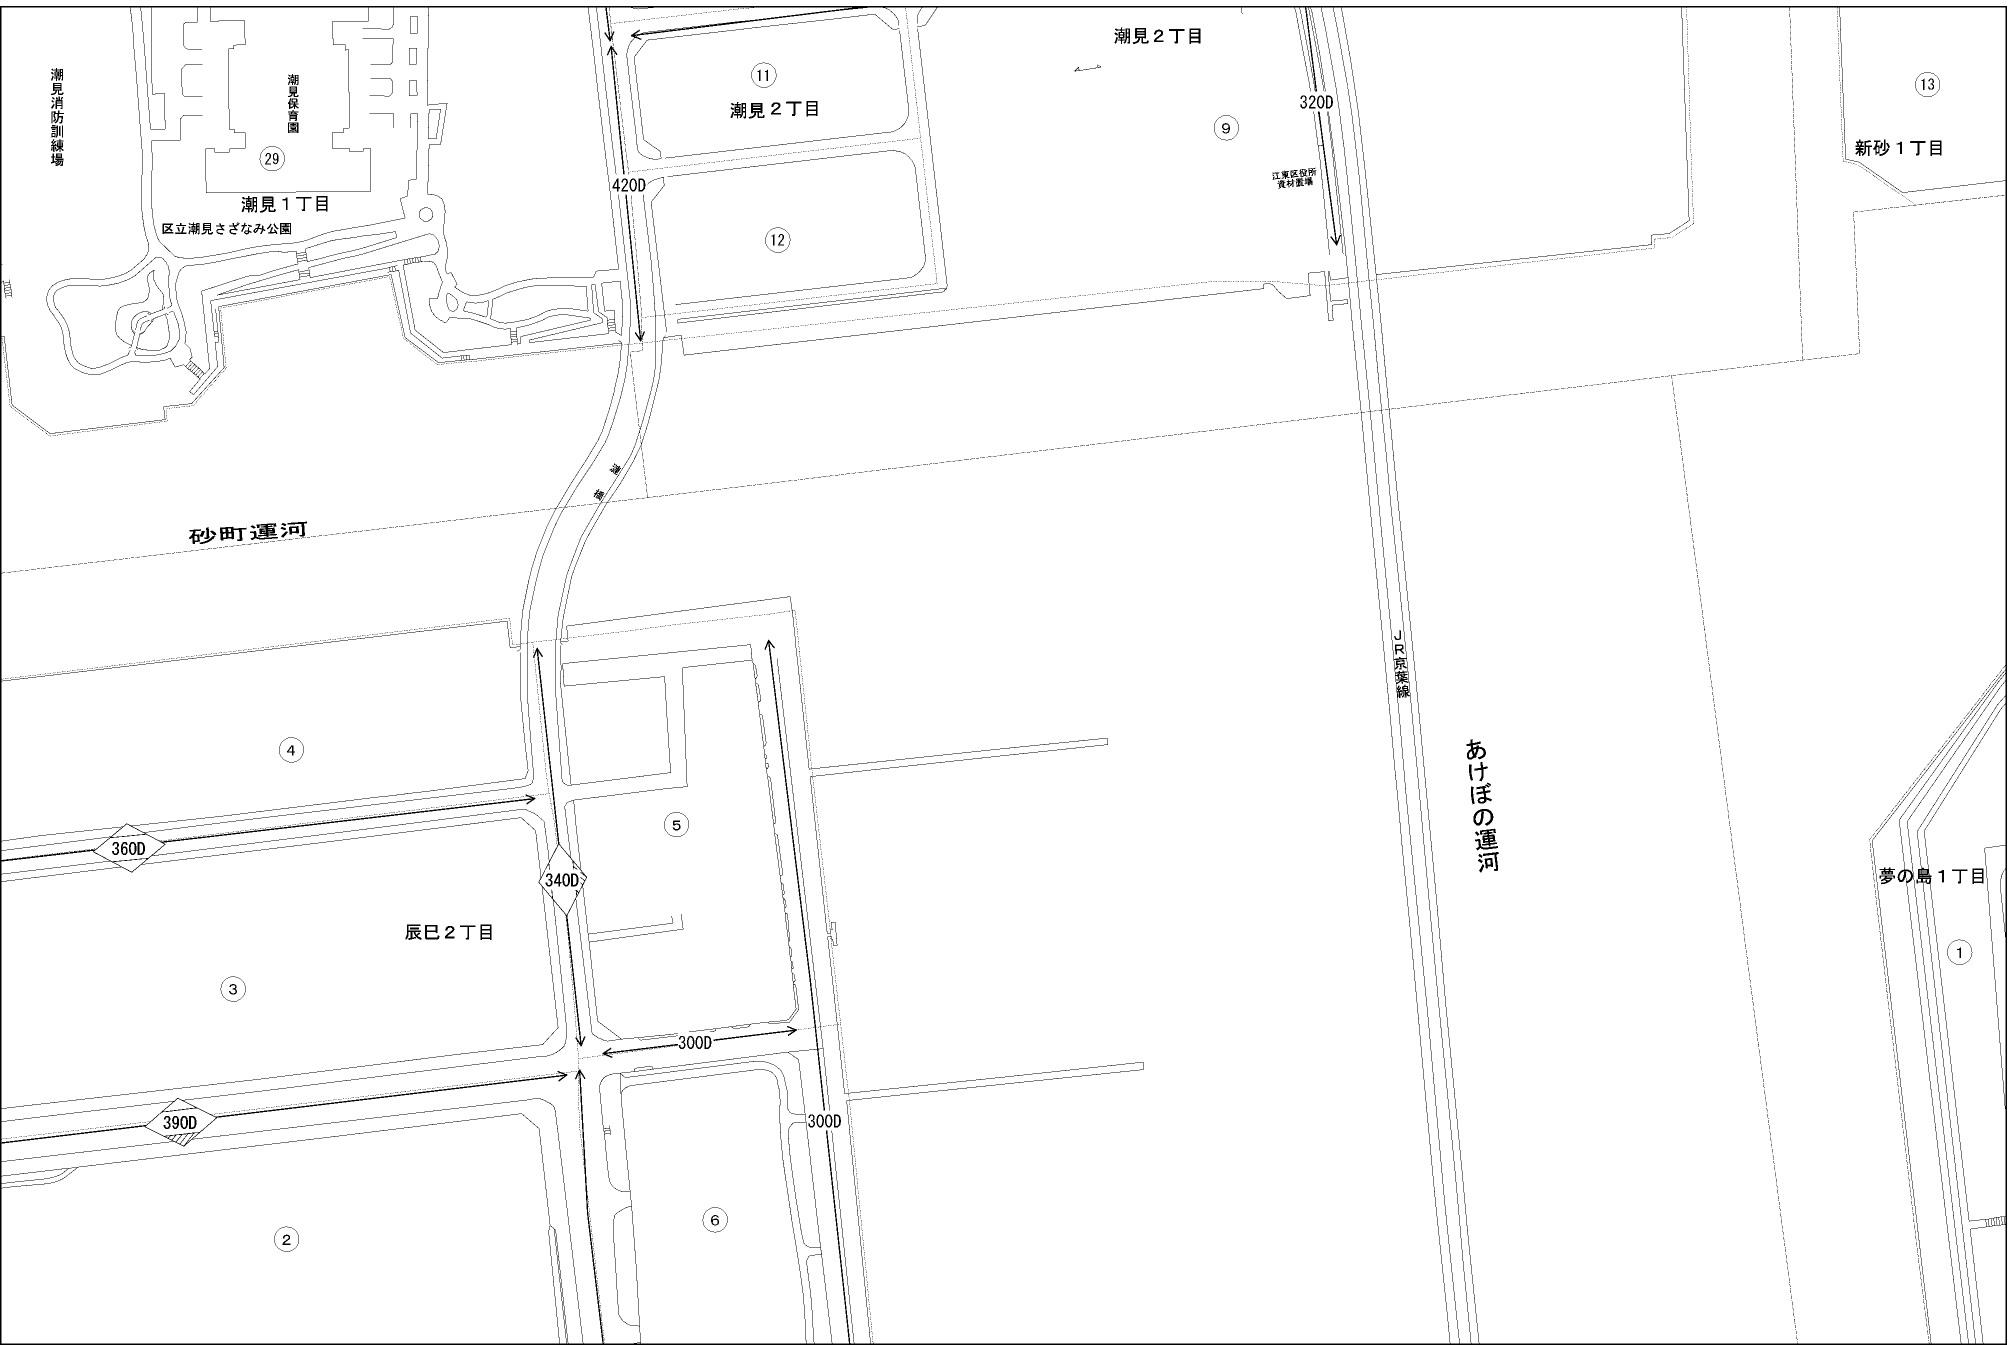 潮見２丁目
潮見消防訓練場
潮見保育園
11
320D
13
潮見２丁目
9
新砂１丁目
29
420D
江東区役所
資材置場
潮見１丁目
区立潮見さざなみ公園
12
漣橋
砂町運河
ＪＲ京葉線
4
あけぼの運河
5
360D
340D
夢の島１丁目
辰巳２丁目
1
3
300D
390D
300D
6
2